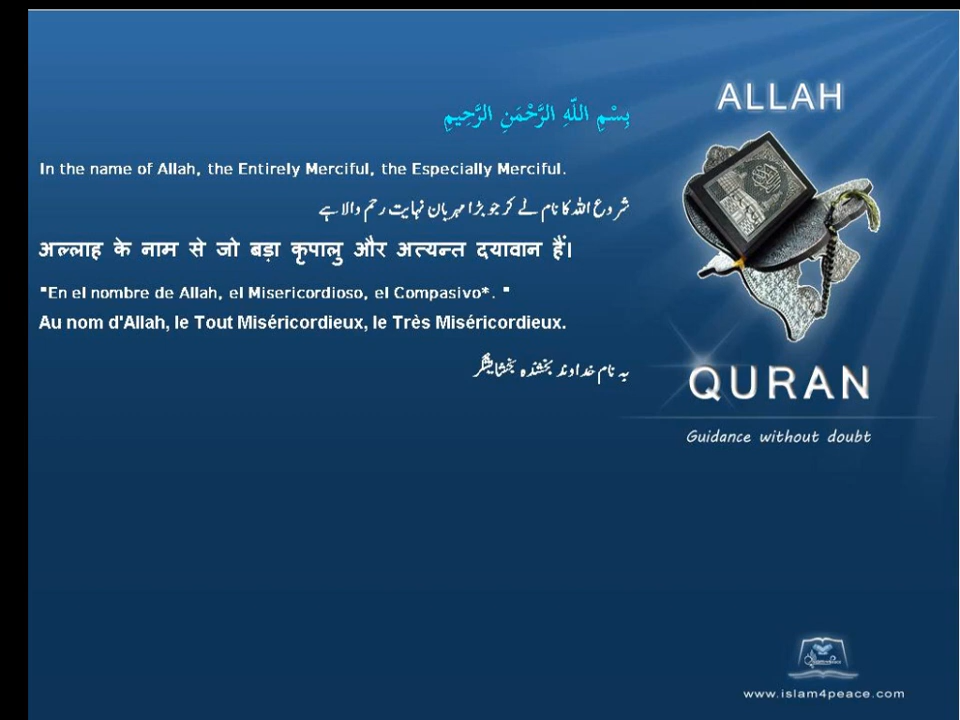 بِسْمِ اللّهِ الرَّحْمَنِ الرَّحِيمِ
In the name of Allah, the Entirely Merciful, the Especially Merciful.
شروع الله کا نام لے کر جو بڑا مہربان نہایت رحم والا ہے
अल्लाह के नाम से जो बड़ा कृपालु और अत्यन्त दयावान हैं।
"En el nombre de Allah, el Misericordioso, el Compasivo*. "
Au nom d'Allah, le Tout Miséricordieux, le Très Miséricordieux.
به نام خداوند بخشنده بخشایشگر
ALLAH
QURAN
Guidance without doubt
www.islam4peace.com